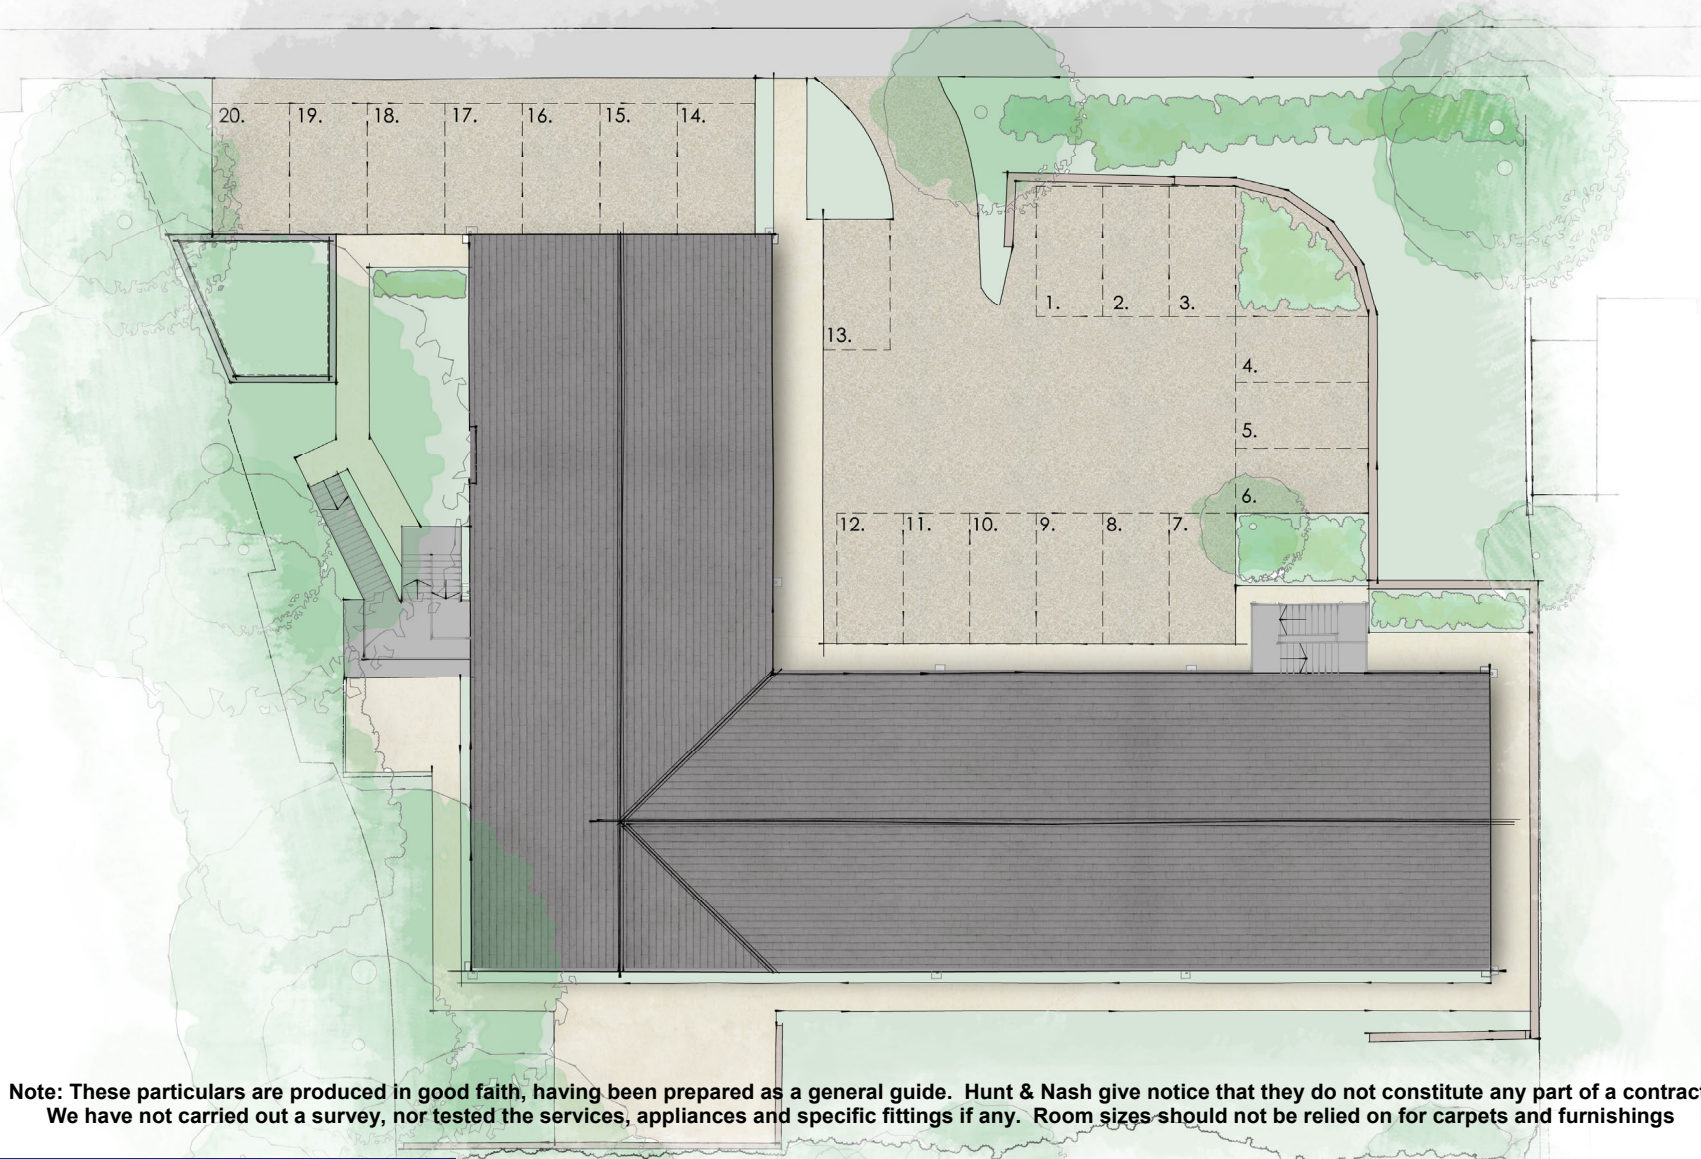 20. 19. 18. 17. 16. 15. 14.
1. 2. 3.
13.
4.
5.
6.
12. 11. 10. 9. 8. 7.
Note: These particulars are produced in good faith, having been prepared as a general guide. Hunt & Nash give notice that they do not constitute any part of a contract
We have not carried out a survey, nor tested the services, appliances and specific fittings if any. Room sizes should not be relied on for carpets and furnishings